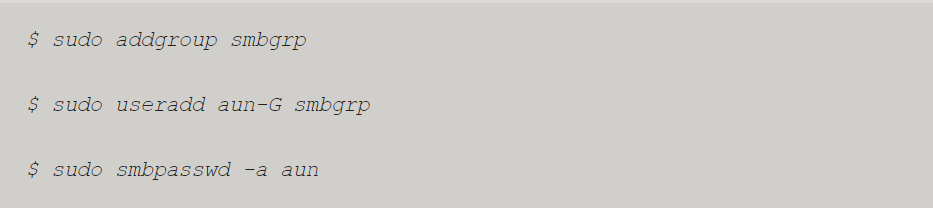 $ sudo addgroup smbgrp
$ sudo useradd aun-G smbgrp
$ sudo smbpasswd -a aun